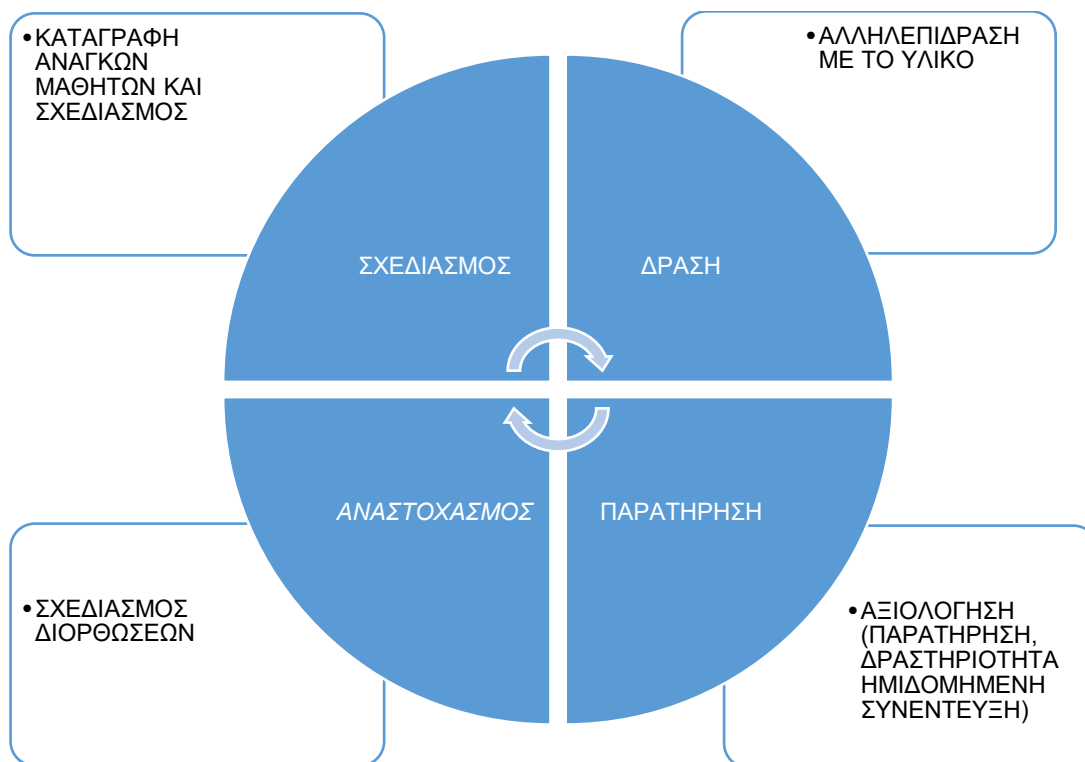 •ΚΑΤΑΓΡΑΦΗ
ΑΝΑΓΚΩΝ
ΜΑΘΗΤΩΝ ΚΑΙ
ΣΧΕΔΙΑΣΜΟΣ
•ΑΛΛΗΛΕΠΙΔΡΑΣΗ
ΜΕ ΤΟ ΥΛΙΚΟ
ΣΧΕΔΙΑΣΜΟΣ
ΔΡΑΣΗ
ΑΝΑΣΤΟΧΑΣΜΟΣ
ΠΑΡΑΤΗΡΗΣΗ
•ΣΧΕΔΙΑΣΜΟΣ
ΔΙΟΡΘΩΣΕΩΝ
•ΑΞΙΟΛΟΓΗΣΗ
(ΠΑΡΑΤΗΡΗΣΗ,
ΔΡΑΣΤΗΡΙΟΤΗΤΑ
ΗΜΙΔΟΜΗΜΕΝΗ
ΣΥΝΕΝΤΕΥΞΗ)